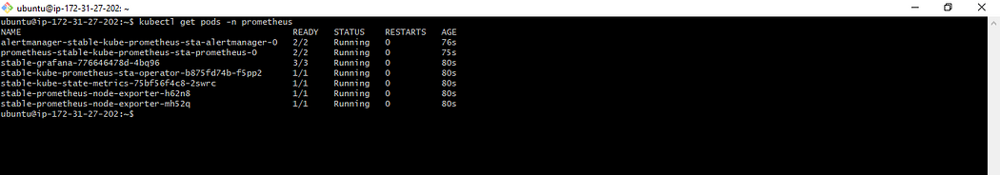 ubuntu@ip-172-31-27-202: ~
ubuntu@ip-172-31-27-202:~$ kubectl get pods -n prometheus
NAME READY STATUS RESTARTS AGE
alertmanager-stable-kube-prometheus-sta-alertmanager-0 2/2 Running 0 76s
prometheus-stable-kube-prometheus-sta-prometheus-0 2/2 Running 0 75s
stable-grafana-776646478d-4bq96 3/3 Running 0 80s
stable-kube-prometheus-sta-operator-b875fd74b-f5pp2 1/1 Running 0 80s
stable-kube-state-metrics-75bf56f4c8-2swrc 1/1 Running 0 80s
stable-prometheus-node-exporter-h62n8 1/1 Running 0 80s
stable-prometheus-node-exporter-mh52q 1/1 Running 0 80s
ubuntu@ip-172-31-27-202:~$